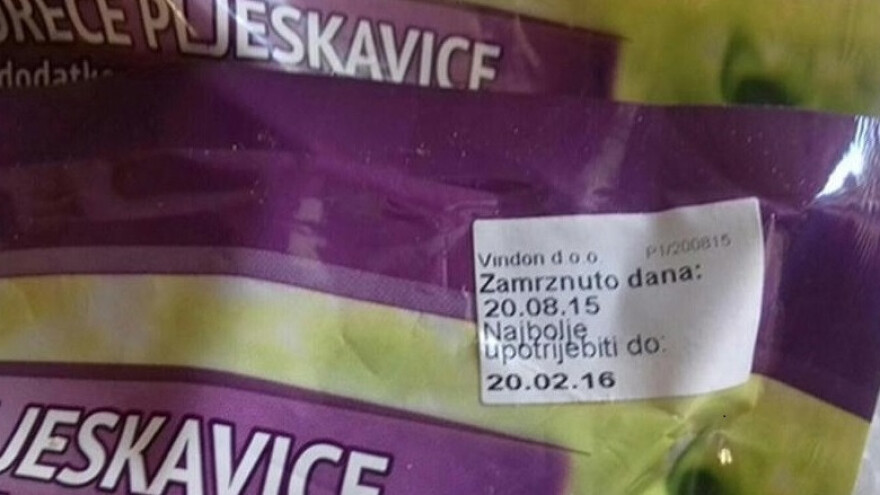 PLJESKAVICE
Vindon d.o.o. P1/200815
Zamrznuto dana:
20.08.15
Najbolje
upotrijebiti do:
20.02.16
JESKAVICE